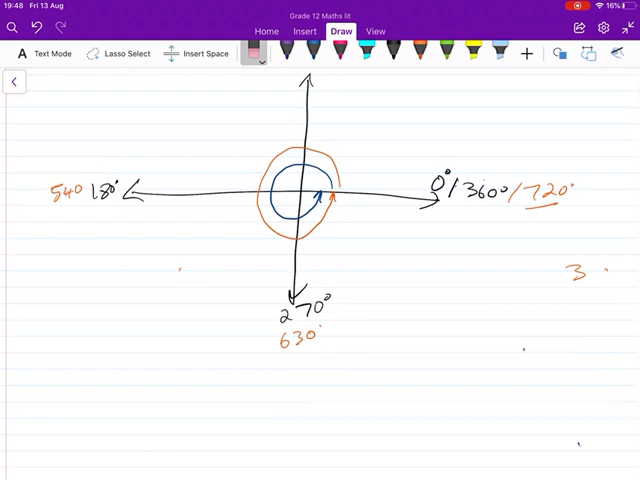 19:48 Fri 13 Aug
16%
Grade 12 Maths lit
Home Insert Draw View
A Text Mode Lasso Select Insert Space
540 180° 0°/360°/720°
3
270°
630°